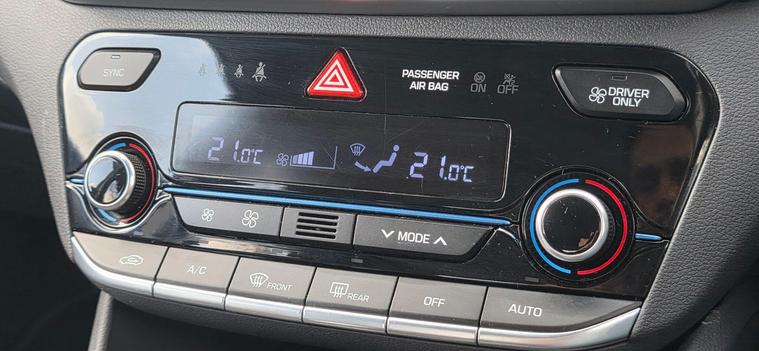 SYNC
PASSENGER
AIR BAG
ON
OFF
DRIVER
ONLY
21.0°C
21.0°C
MODE
A/C
FRONT
REAR
OFF
AUTO